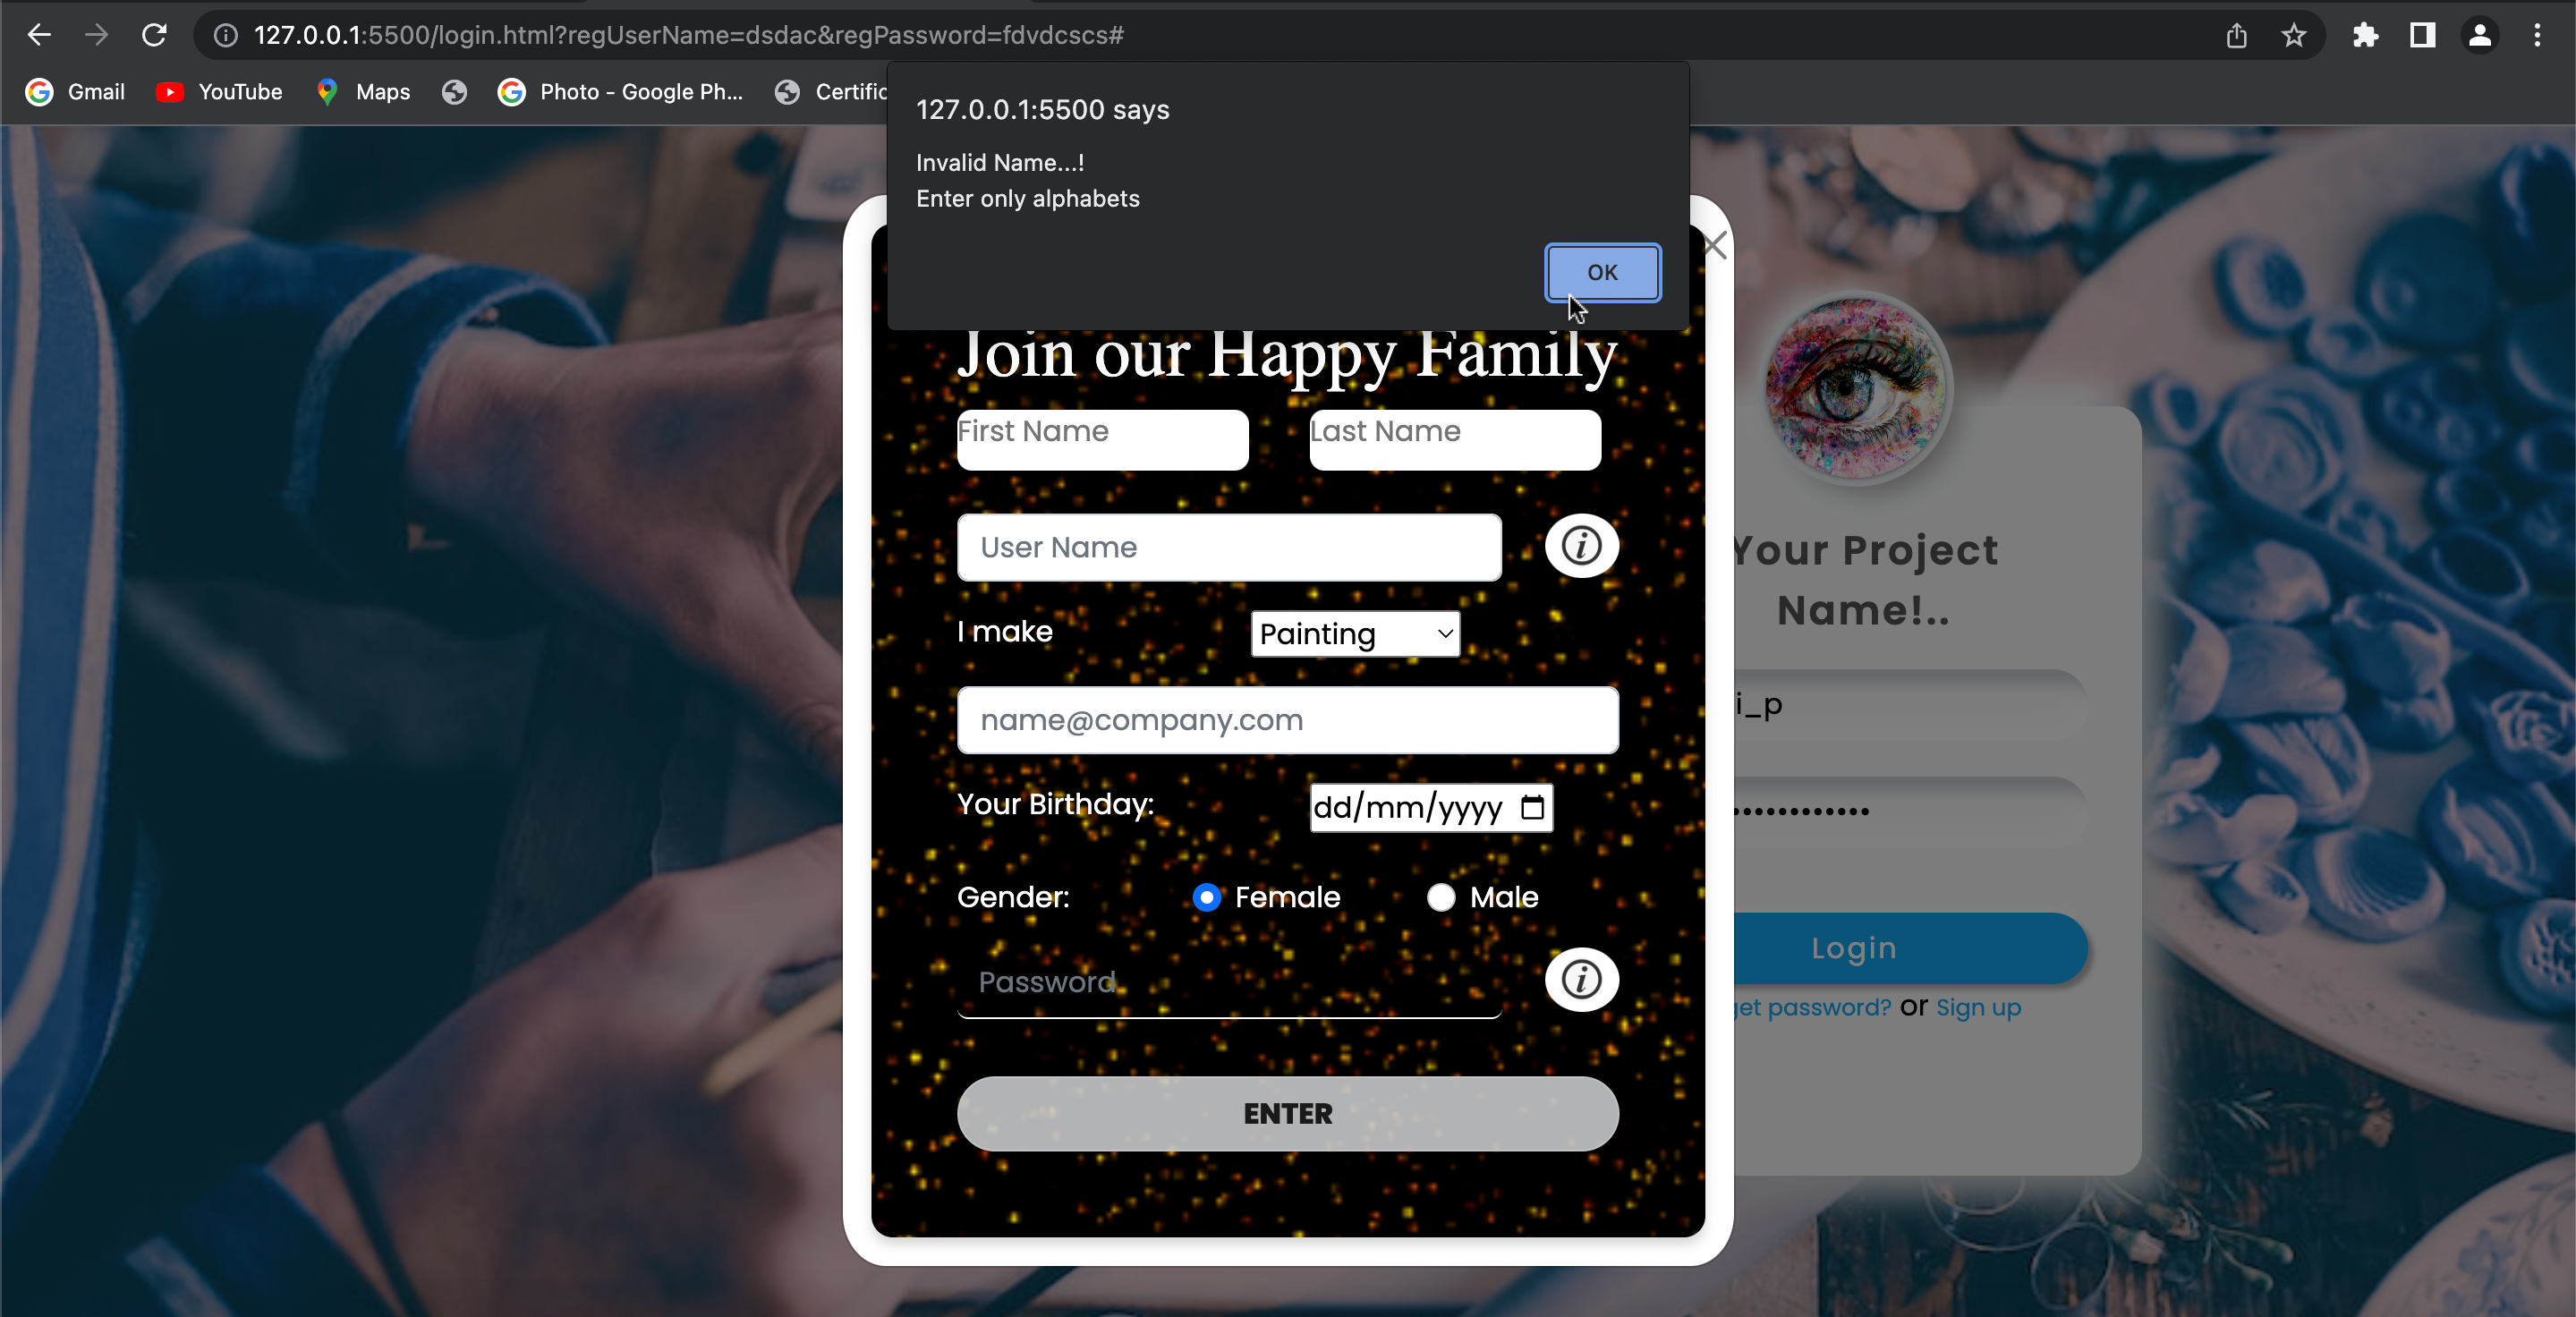 127.0.0.1:5500/login.html?regUserName=dsdac&regPassword=fdvdcscs#
Gmail
YouTube
Maps
Photo - Google Ph...
Certific
127.0.0.1:5500 says
Invalid Name...!
Enter only alphabets
OK
Join our Happy Family
First Name
Last Name
User Name
i
I make
Painting
name@company.com
Your Birthday:
dd/mm/yyyy
Gender:
Female
Male
Password
i
ENTER
Your Project
Name!..
i_p
Login
get password? or Sign up